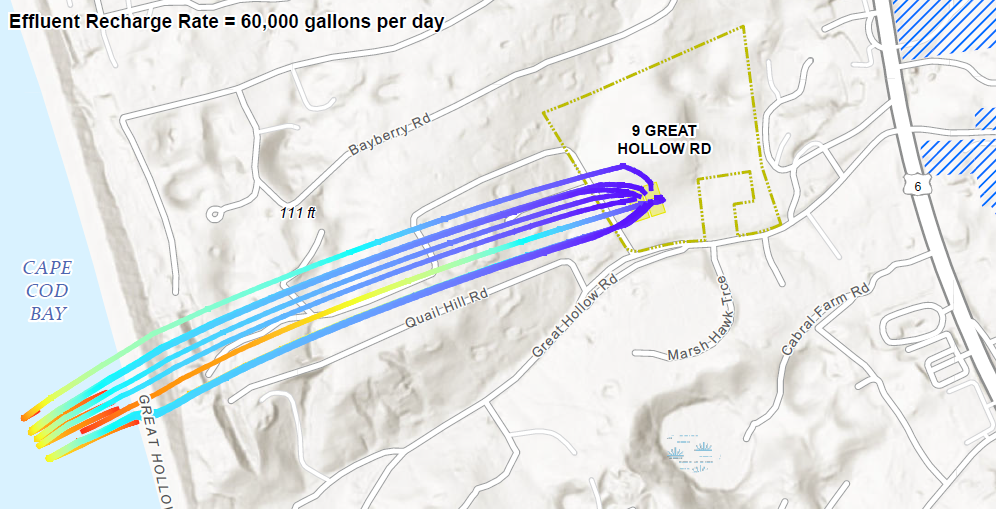 Effluent Recharge Rate = 60,000 gallons per day
9 GREAT
HOLLOW RD
Bayberry Rd
6
111 ft
CAPE
COD
BAY
Quail Hill Rd
Great Hollow Rd
Marsh Hawk Trce
Cabral Farm Rd
GREAT HOLLO